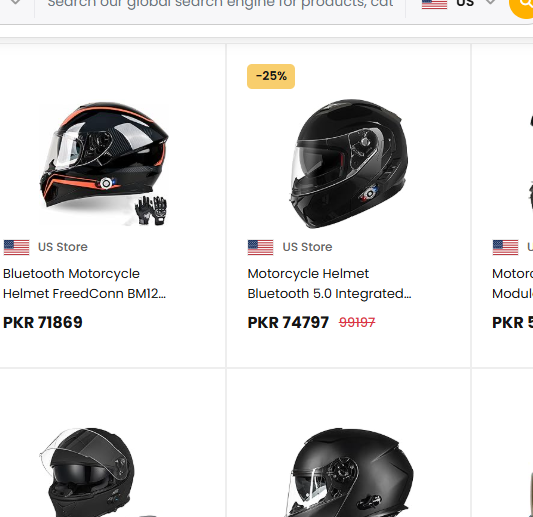 Search our global search engine for products, cat
US
-25%
US Store
US Store
Bluetooth Motorcycle
Helmet FreedConn BM12...
Motorcycle Helmet
Bluetooth 5.0 Integrated...
Motor
Modul
PKR 71869
PKR 74797 99197
PKR 5